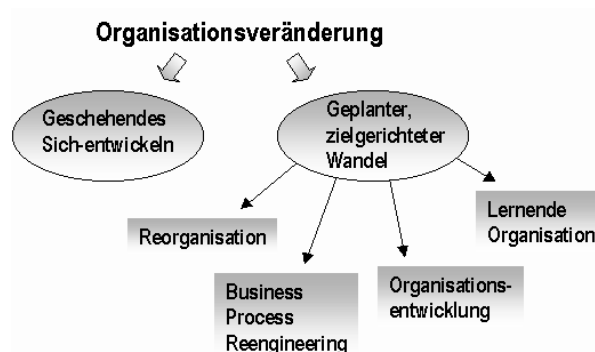 Organisationsveränderung
Geschehendes
Sich-entwickeln
Geplanter,
zielgerichteter
Wandel
Reorganisation
Business
Process
Reengineering
Organisations-
entwicklung
Lernende
Organisation